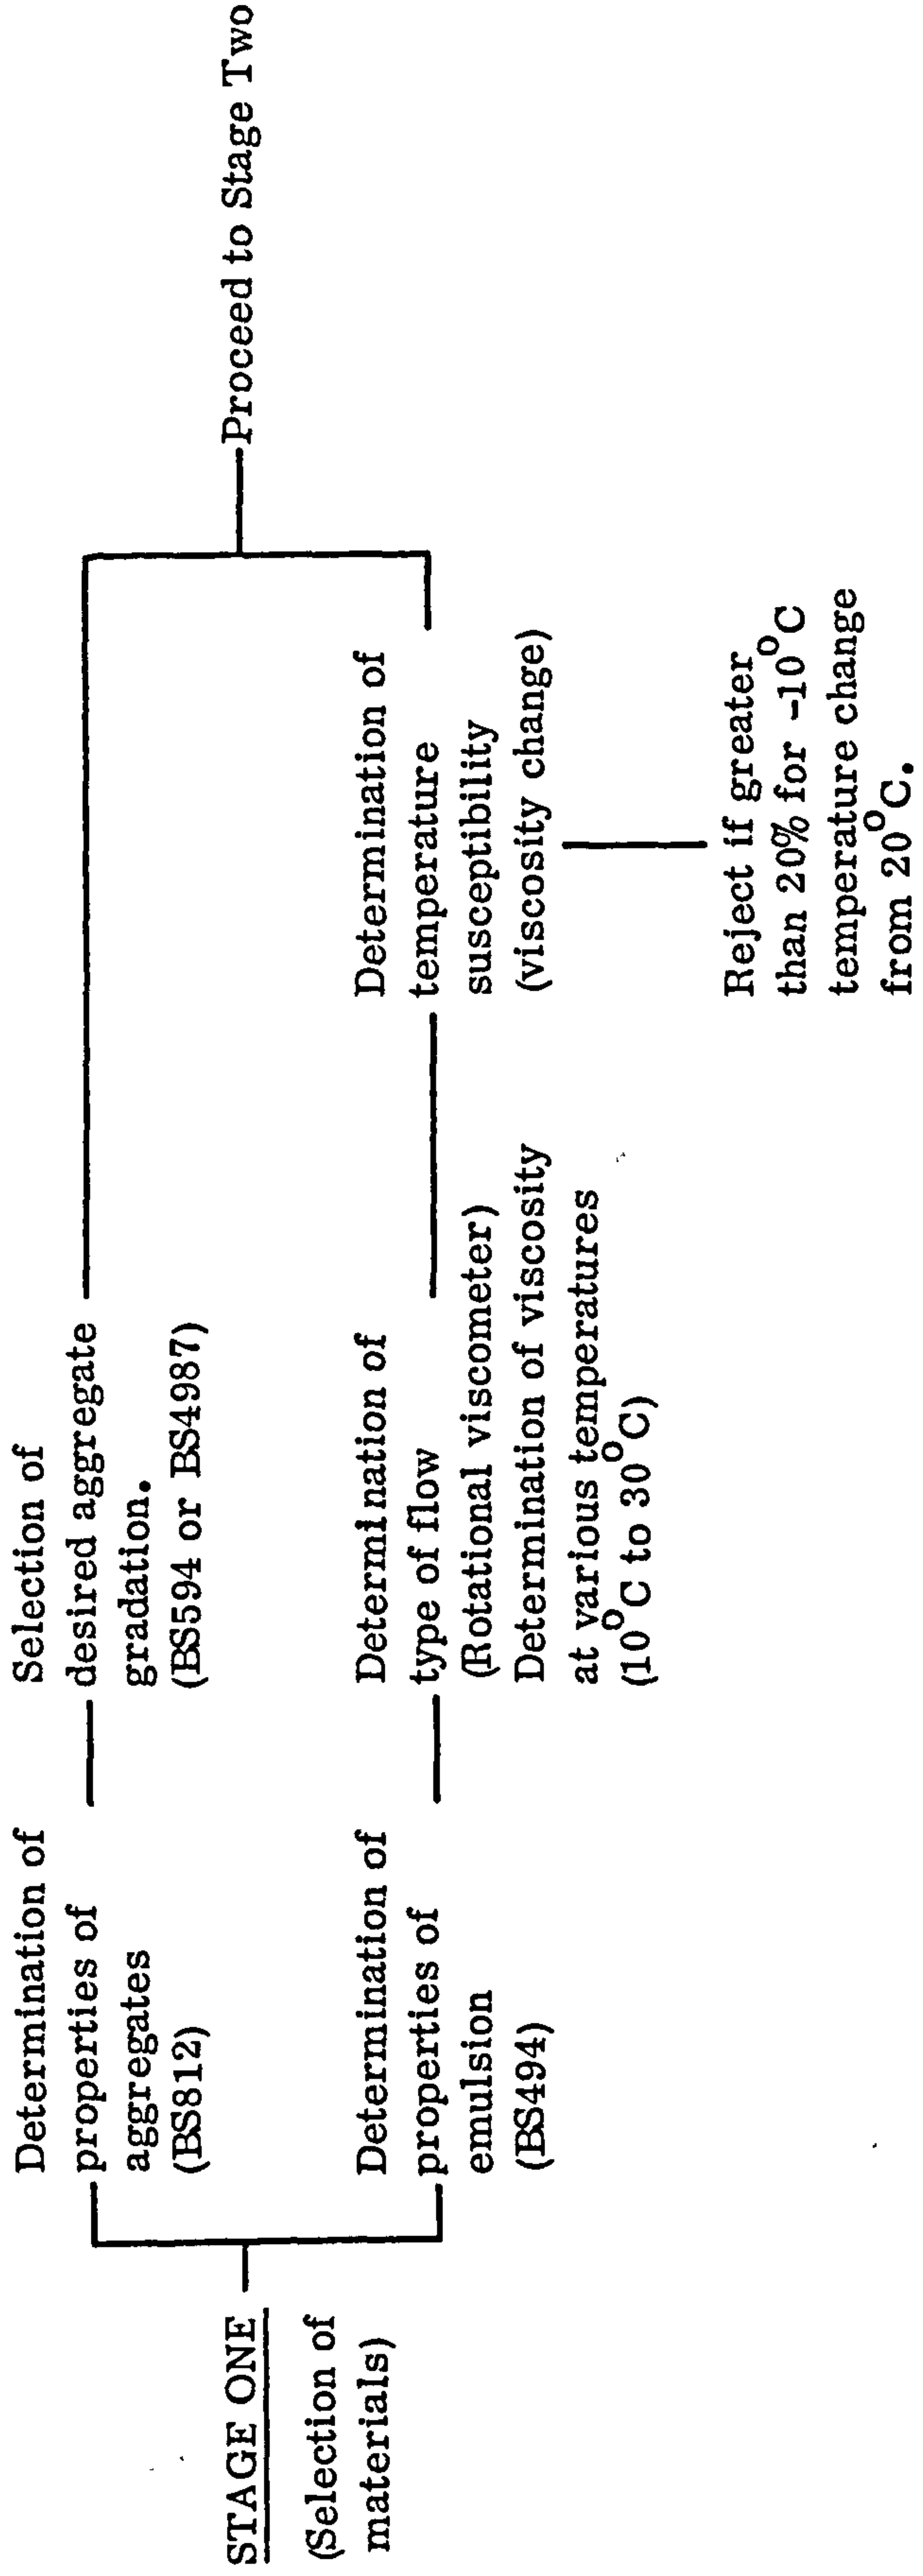 STAGE ONE
(Selection of
materials)
Determination of
properties of
aggregates
(BS812)
Selection of
desired aggregate
gradation.
(BS594 or BS4987)
Determination of
properties of
emulsion
(BS494)
Determination of
type of flow
(Rotational viscometer)
Determination of viscosity
at various temperatures
(10°C to 30°C)
Determination of
temperature
susceptibility
(viscosity change)
Reject if greater
than 20% for -10°C
temperature change
from 20°C.
Proceed to Stage Two